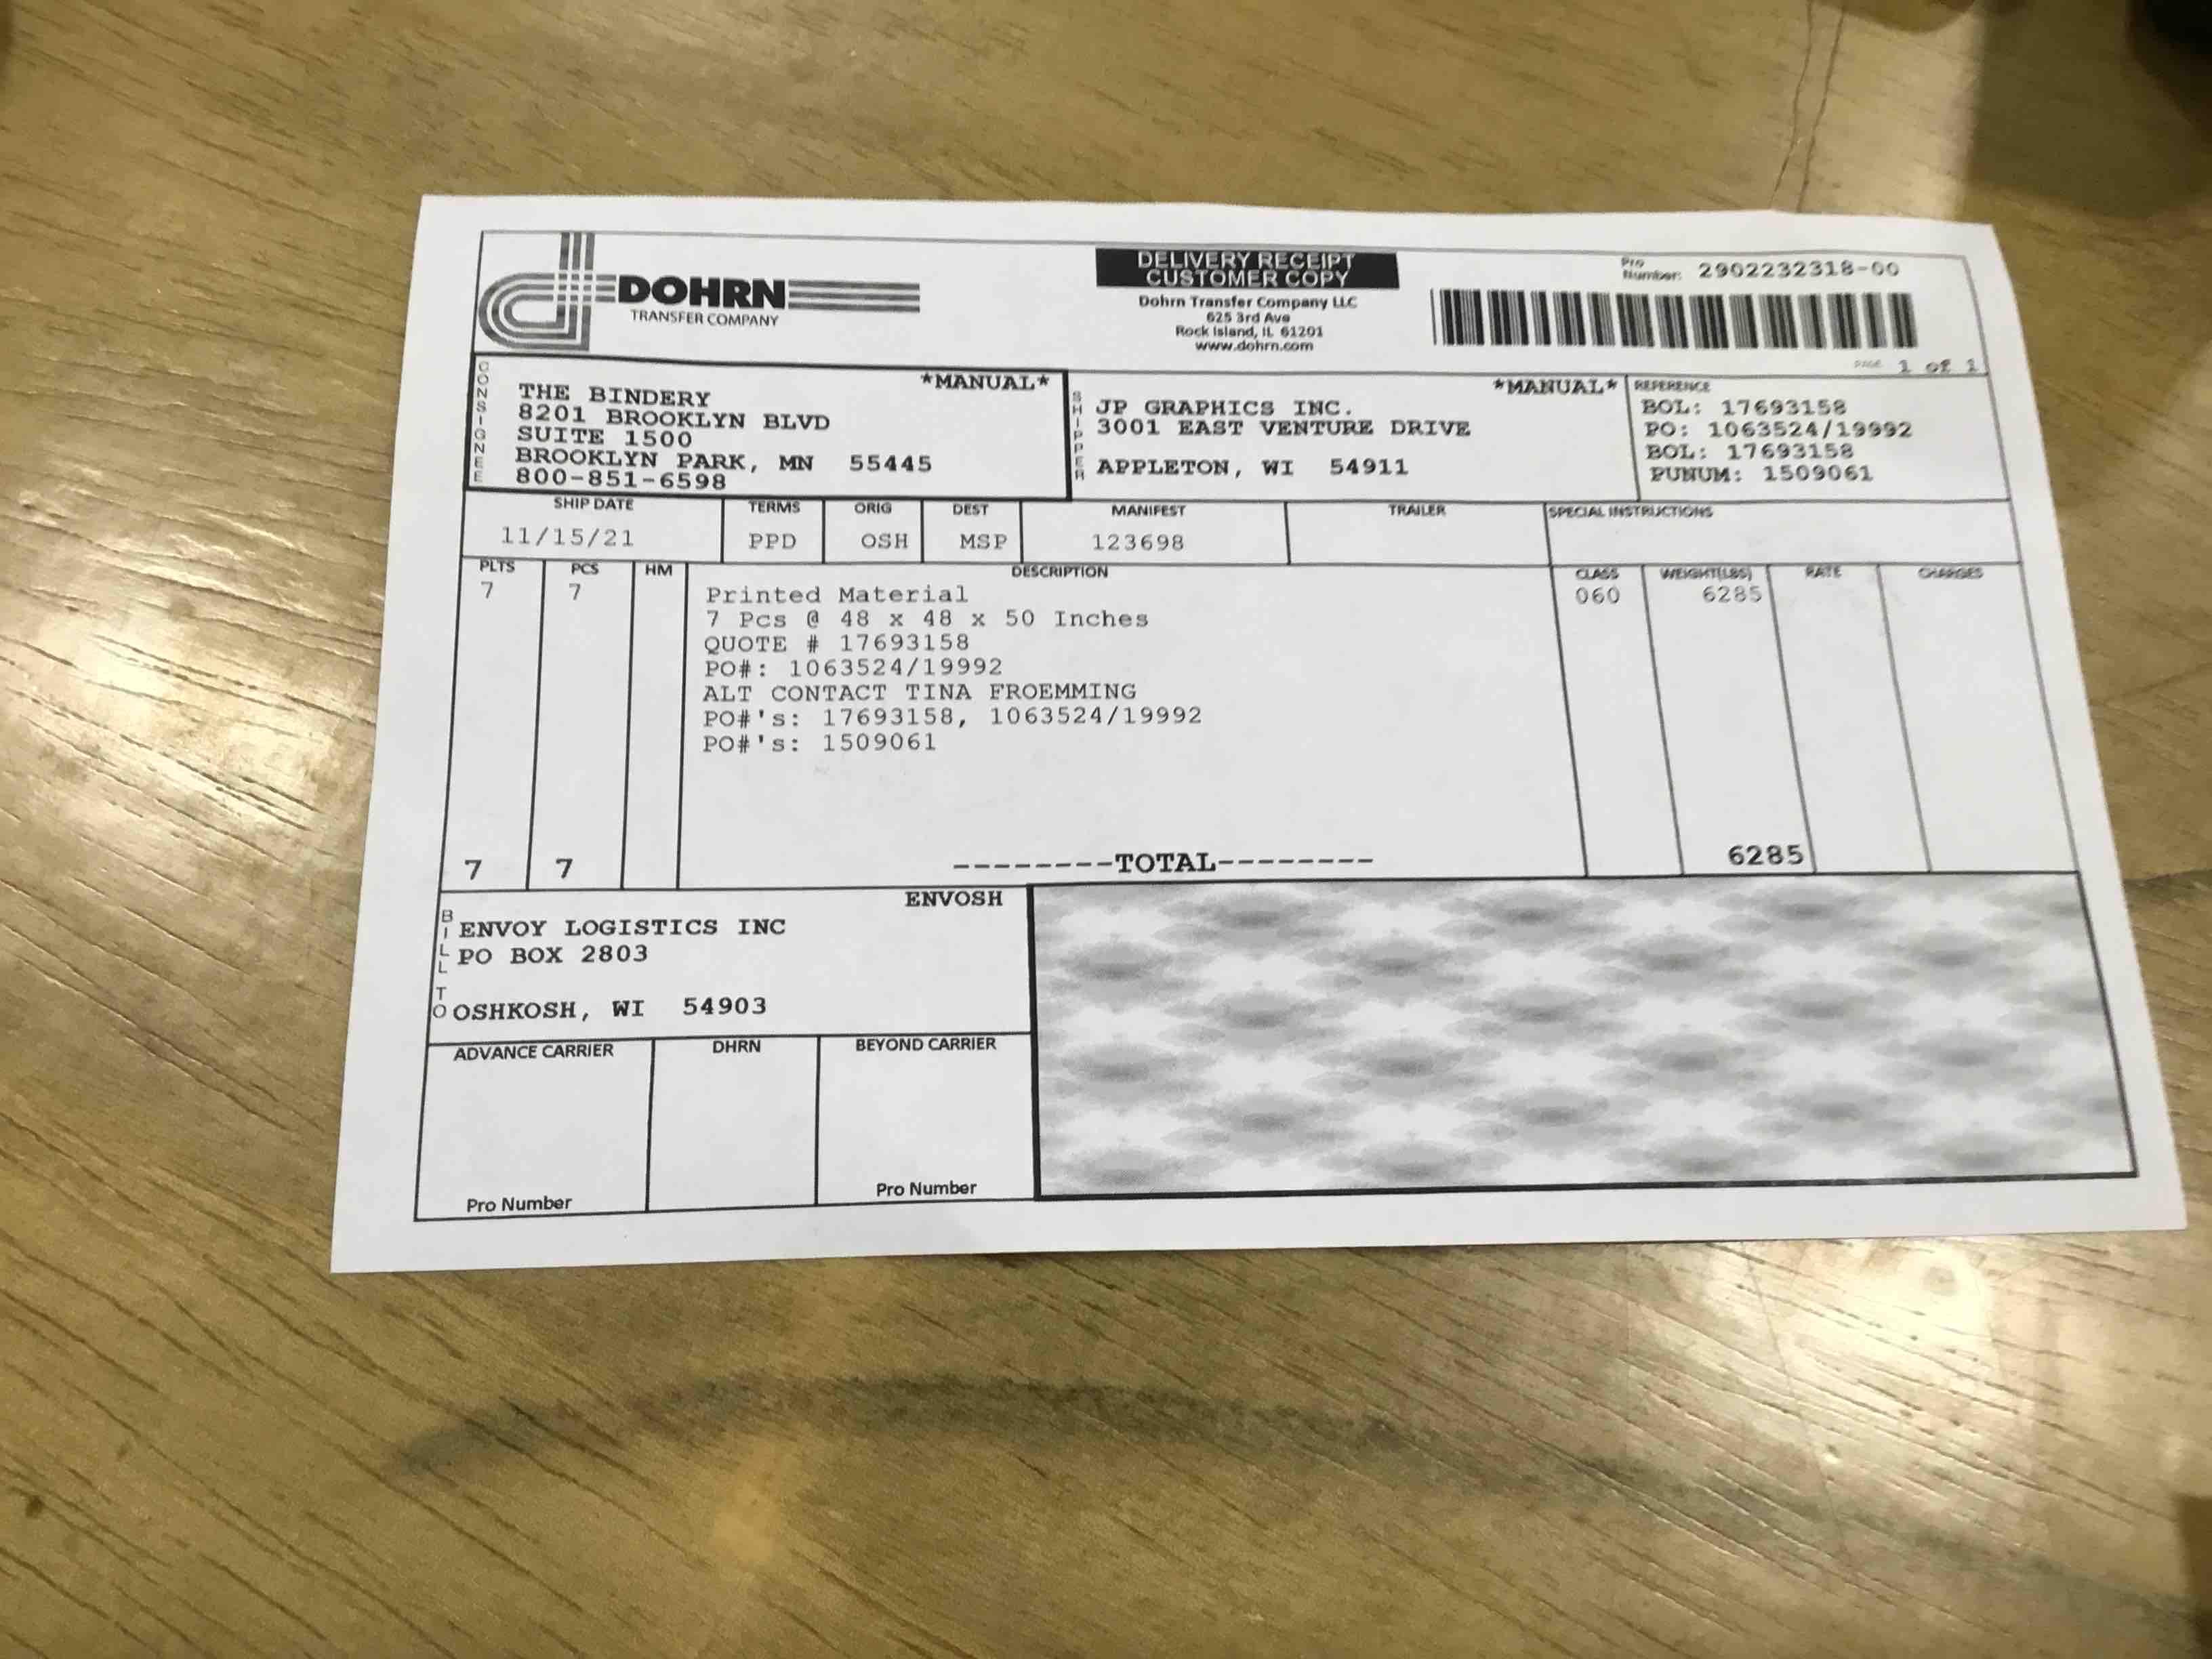 DOHRN
TRANSFER COMPANY
DELIVERY RECEIPT
CUSTOMER COPY
Dohrn Transfer Company LLC
625 3rd Ave
Rock Island, IL 61201
www.dohrn.com
Pro Number: 2902232318-00
PAGE 1 of 1
CONSIGNEE
*MANUAL*
THE BINDERY
8201 BROOKLYN BLVD
SUITE 1500
BROOKLYN PARK, MN 55445
800-851-6598
SHIPPER
*MANUAL*
JP GRAPHICS INC.
3001 EAST VENTURE DRIVE
APPLETON, WI 54911
REFERENCE
BOL: 17693158
PO: 1063524/19992
BOL: 17693158
PUNUM: 1509061
SHIP DATE TERMS ORIG DEST MANIFEST TRAILER SPECIAL INSTRUCTIONS
11/15/21 PPD OSH MSP 123698
PLTS PCS HM DESCRIPTION CLASS WEIGHT(LBS) RATE CHARGES
7 7 Printed Material 060 6285
7 Pcs @ 48 x 48 x 50 Inches
QUOTE # 17693158
PO#: 1063524/19992
ALT CONTACT TINA FROEMMING
PO#'s: 17693158, 1063524/19992
PO#'s: 1509061
7 7 --------TOTAL-------- 6285
BILL TO
ENVOSH
ENVOY LOGISTICS INC
PO BOX 2803
OSHKOSH, WI 54903
ADVANCE CARRIER DHRN BEYOND CARRIER
Pro Number Pro Number